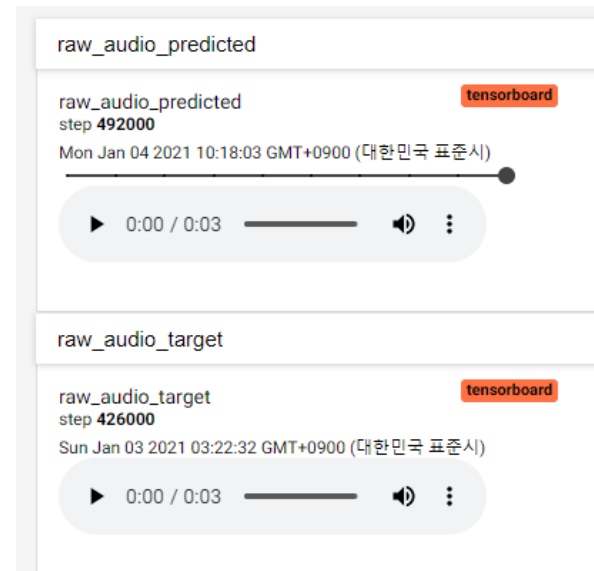 raw_audio_predicted
raw_audio_predicted
tensorboard
step 492000
Mon Jan 04 2021 10:18:03 GMT+0900 (대한민국 표준시)
0:00 / 0:03
raw_audio_target
raw_audio_target
tensorboard
step 426000
Sun Jan 03 2021 03:22:32 GMT+0900 (대한민국 표준시)
0:00 / 0:03